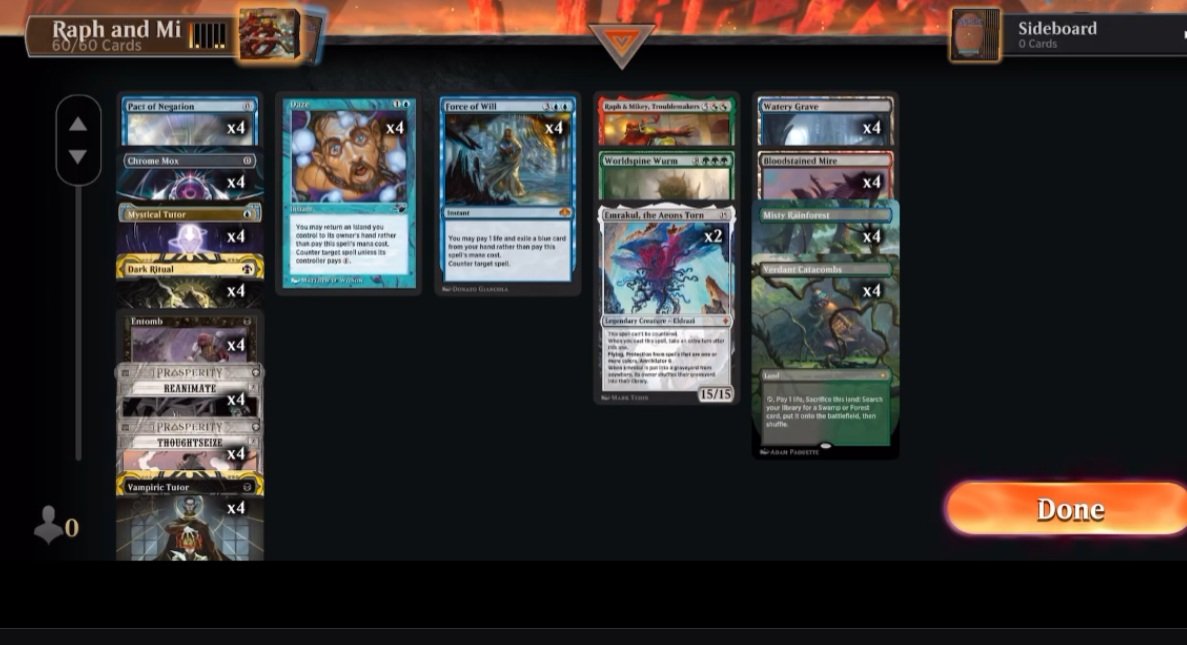 Raph and Mi
60/60 Cards
Sideboard
0 Cards
Pact of Negation
x4
Chrome Mox
x4
Mystical Tutor
x4
Dark Ritual
x4
Entomb
x4
PROSPERITY
REANIMATE
x4
PROSPERITY
THOUGHTSEIZE
x4
Vampiric Tutor
x4
Daze
x4
Instant
You may return an Island you
control to its owner's hand rather
than pay this spell's mana cost.
Counter target spell unless its
controller pays
Force of Will
x4
Instant
You may pay 1 life and exile a blue card
from your hand rather than pay this
spell's mana cost.
Counter target spell.
Donato Giancola
Raph & Mikey, Troublemakers
Worldspine Wurm
Emrakul, the Aeons Torn
15
x2
Legendary Creature – Eldrazi
This spell can't be countered.
When you cast this spell, take an extra turn after
this one.
Flying, Protection from spells that are one or
more colors, Annihilator 6
When Emrakul is put into a graveyard from
anywhere, its owner shuffles their graveyard
into their library.
15/15
Mark Tedin
Watery Grave
x4
Bloodstained Mire
x4
Misty Rainforest
x4
Verdant Catacombs
x4
Land
, Pay 1 life, Sacrifice this land: Search
your library for a Swamp or Forest
card, put it onto the battlefield, then
shuffle.
Adam Paquette
0
Done